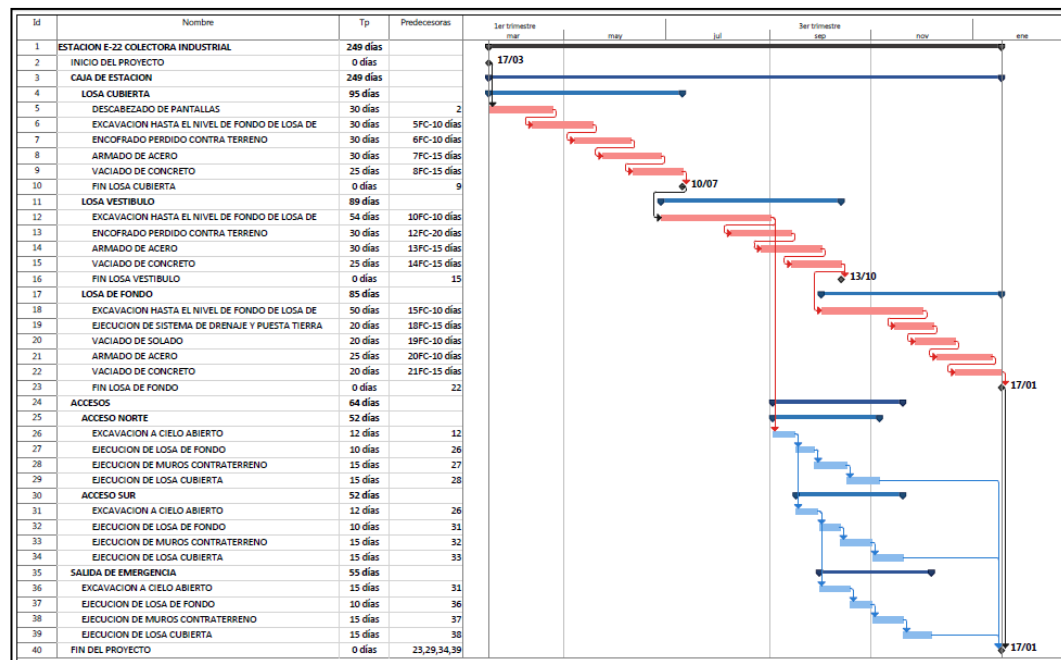 Id Nombre Tp Predecesoras
1er trimestre 3er trimestre
mar may jul sep nov ene
1 ESTACION E-22 COLECTORA INDUSTRIAL 249 días
2 INICIO DEL PROYECTO 0 días 17/03
3 CAJA DE ESTACION 249 días
4 LOSA CUBIERTA 95 días
5 DESCABEZADO DE PANTALLAS 30 días 2
6 EXCAVACION HASTA EL NIVEL DE FONDO DE LOSA DE 30 días 5FC-10 días
7 ENCOFRADO PERDIDO CONTRA TERRENO 30 días 6FC-10 días
8 ARMADO DE ACERO 30 días 7FC-15 días
9 VACIADO DE CONCRETO 25 días 8FC-15 días
10 FIN LOSA CUBIERTA 0 días 9 10/07
11 LOSA VESTIBULO 89 días
12 EXCAVACION HASTA EL NIVEL DE FONDO DE LOSA DE 54 días 10FC-10 días
13 ENCOFRADO PERDIDO CONTRA TERRENO 30 días 12FC-20 días
14 ARMADO DE ACERO 30 días 13FC-15 días
15 VACIADO DE CONCRETO 25 días 14FC-15 días
16 FIN LOSA VESTIBULO 0 días 15 13/10
17 LOSA DE FONDO 85 días
18 EXCAVACION HASTA EL NIVEL DE FONDO DE LOSA DE 50 días 15FC-10 días
19 EJECUCION DE SISTEMA DE DRENAJE Y PUESTA TIERRA 20 días 18FC-15 días
20 VACIADO DE SOLADO 20 días 19FC-10 días
21 ARMADO DE ACERO 25 días 20FC-10 días
22 VACIADO DE CONCRETO 20 días 21FC-15 días
23 FIN LOSA DE FONDO 0 días 22 17/01
24 ACCESOS 64 días
25 ACCESO NORTE 52 días
26 EXCAVACION A CIELO ABIERTO 12 días 12
27 EJECUCION DE LOSA DE FONDO 10 días 26
28 EJECUCION DE MUROS CONTRATERRENO 15 días 27
29 EJECUCION DE LOSA CUBIERTA 15 días 28
30 ACCESO SUR 52 días
31 EXCAVACION A CIELO ABIERTO 12 días 26
32 EJECUCION DE LOSA DE FONDO 10 días 31
33 EJECUCION DE MUROS CONTRATERRENO 15 días 32
34 EJECUCION DE LOSA CUBIERTA 15 días 33
35 SALIDA DE EMERGENCIA 55 días
36 EXCAVACION A CIELO ABIERTO 15 días 31
37 EJECUCION DE LOSA DE FONDO 10 días 36
38 EJECUCION DE MUROS CONTRATERRENO 15 días 37
39 EJECUCION DE LOSA CUBIERTA 15 días 38
40 FIN DEL PROYECTO 0 días 23,29,34,39 17/01